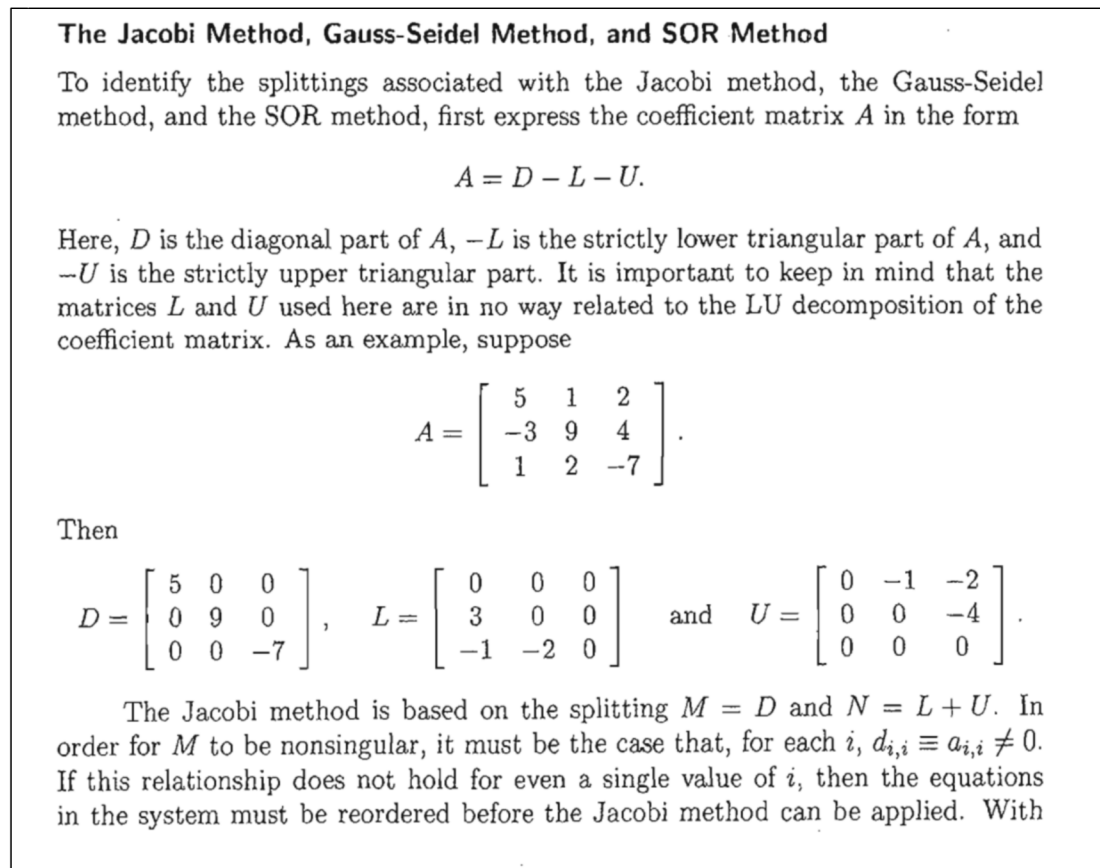 The Jacobi Method, Gauss-Seidel Method, and SOR Method
To identify the splittings associated with the Jacobi method, the Gauss-Seidel
method, and the SOR method, first express the coefficient matrix A in the form
A = D − L − U.
Here, D is the diagonal part of A, −L is the strictly lower triangular part of A, and
−U is the strictly upper triangular part. It is important to keep in mind that the
matrices L and U used here are in no way related to the LU decomposition of the
coefficient matrix. As an example, suppose
A = [ 5 1 2
−3 9 4
1 2 −7 ].
Then
D = [ 5 0 0 ; 0 9 0 ; 0 0 −7 ], L = [ 0 0 0 ; 3 0 0 ; −1 −2 0 ] and U = [ 0 −1 −2 ; 0 0 −4 ; 0 0 0 ].
The Jacobi method is based on the splitting M = D and N = L + U. In
order for M to be nonsingular, it must be the case that, for each i, d_{i,i} ≡ a_{i,i} ≠ 0.
If this relationship does not hold for even a single value of i, then the equations
in the system must be reordered before the Jacobi method can be applied. With